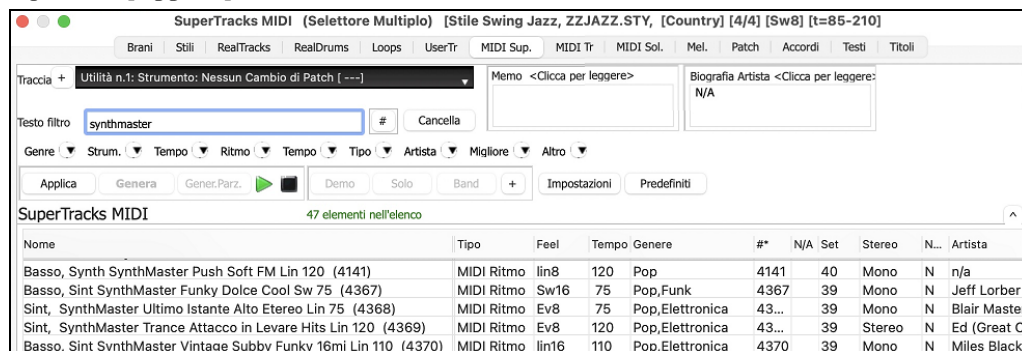 SuperTracks MIDI (Selettore Multiplo) [Stile Swing Jazz, ZZJAZZ.STY, [Country] [4/4] [Sw8] [t=85-210]
Brani Stili RealTracks RealDrums Loops UserTr MIDI Sup. MIDI Tr MIDI Sol. Mel. Patch Accordi Testi Titoli
Traccia + Utilità n.1: Strumento: Nessun Cambio di Patch [ ---] Memo <Clicca per leggere> Biografia Artista <Clicca per leggere>
N/A
Testo filtro synthmaster # Cancella
Genre Strum. Tempo Ritmo Tempo Tipo Artista Migliore Altro
Applica Genera Gener.Parz. Demo Solo Band + Impostazioni Predefiniti
SuperTracks MIDI 47 elementi nell'elenco
Nome Tipo Feel Tempo Genere #* N/A Set Stereo N... Artista
Basso, Synth SynthMaster Push Soft FM Lin 120 (4141) MIDI Ritmo lin8 120 Pop 4141 40 Mono N n/a
Basso, Sint SynthMaster Funky Dolce Cool Sw 75 (4367) MIDI Ritmo Sw16 75 Pop,Funk 4367 39 Mono N Jeff Lorber
Sint, SynthMaster Ultimo Istante Alto Etereo Lin 75 (4368) MIDI Ritmo Ev8 75 Pop,Elettronica 43... 39 Mono N Blair Maste
Sint, SynthMaster Trance Attacco in Levare Hits Lin 120 (4369) MIDI Ritmo Ev8 120 Pop,Elettronica 43... 39 Stereo N Ed (Great C
Basso, Sint SynthMaster Vintage Subby Funky 16mi Lin 110 (4370) MIDI Ritmo lin16 110 Pop,Elettronica 4370 39 Mono N Miles Black